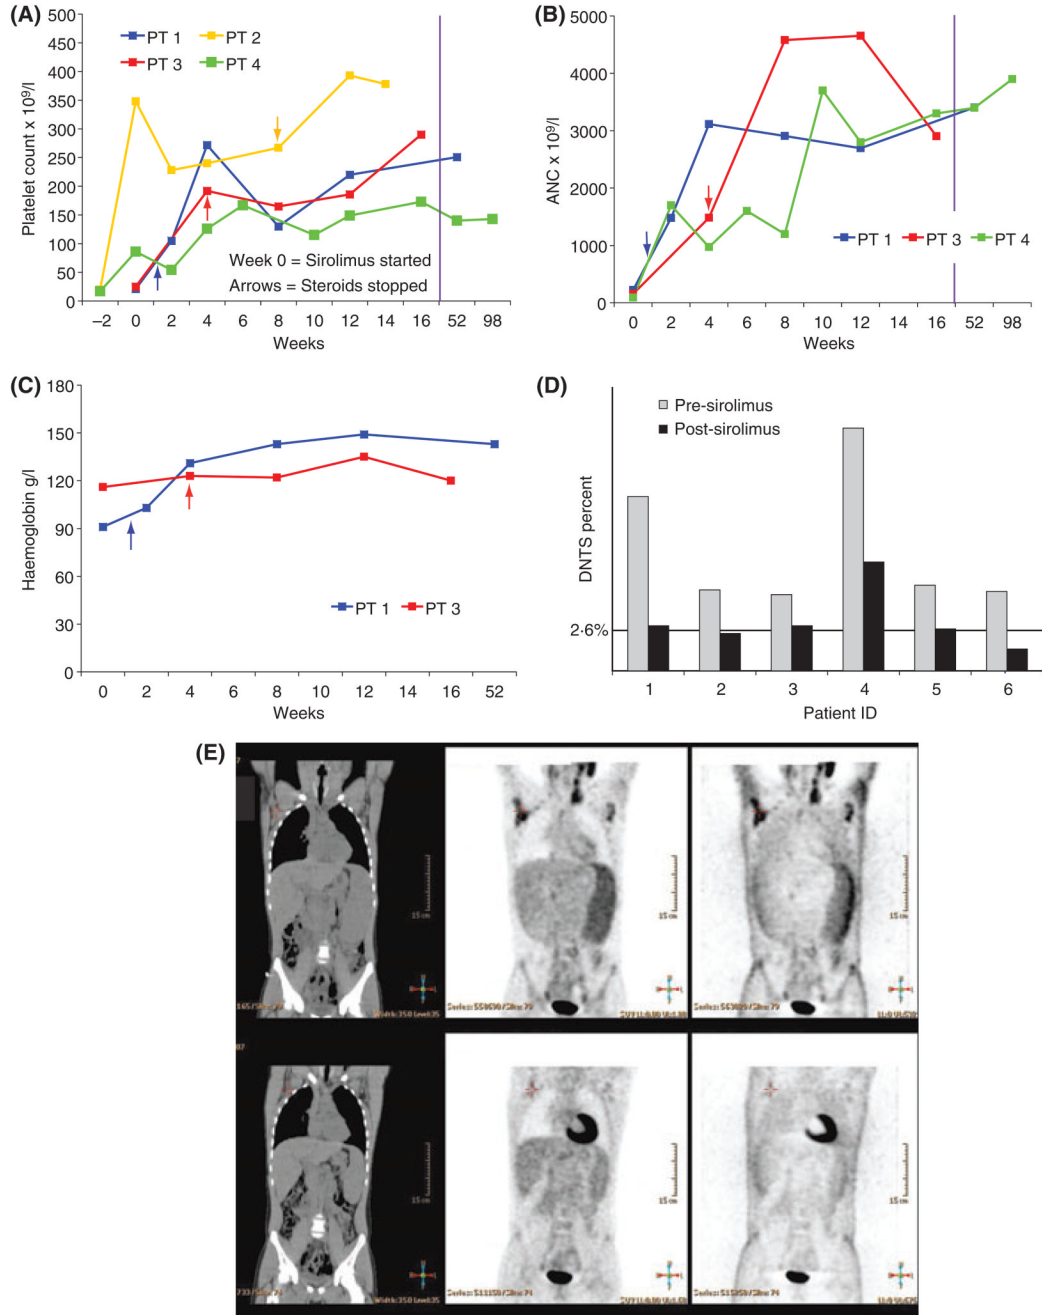 (A)
500
450
400
350
300
250
200
150
100
50
0
Platelet count x 10⁹/l
PT 1
PT 2
PT 3
PT 4
Week 0 = Sirolimus started
Arrows = Steroids stopped
–2 0 2 4 6 8 10 12 14 16 52 98
Weeks
(B)
5000
4000
3000
2000
1000
0
ANC x 10⁹/l
PT 1 PT 3 PT 4
0 2 4 6 8 10 12 14 16 52 98
Weeks
(C)
180
150
120
90
60
30
0
Haemoglobin g/l
PT 1 PT 3
0 2 4 6 8 10 12 14 16 52
Weeks
(D)
Pre-sirolimus
Post-sirolimus
DNTS percent
2·6%
1 2 3 4 5 6
Patient ID
(E)
15 cm
15 cm
15 cm
15 cm
15 cm
15 cm